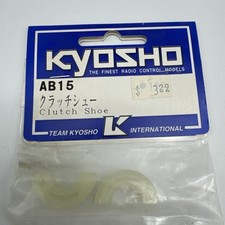 KYOSHO
THE FINEST RADIO CONTROL MODELS
AB15
322
クラッチシュー
Clutch Shoe
TEAM KYOSHO
K
INTERNATIONAL